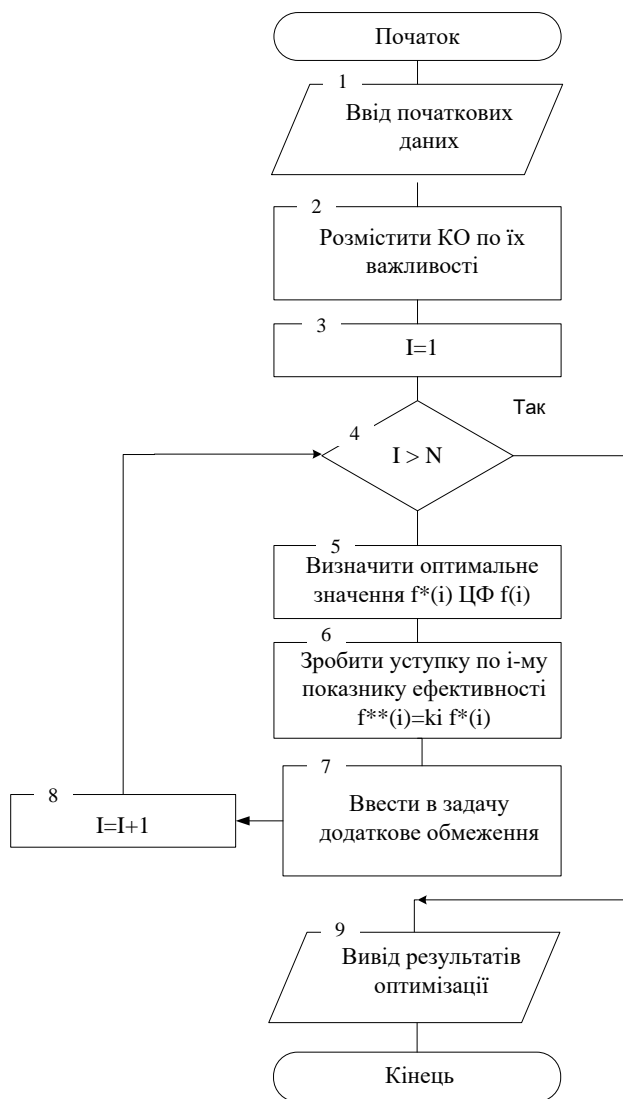 Початок
1
Ввід початкових
даних
2
Розмістити КО по їх
важливості
3
I=1
Так
4
I > N
5
Визначити оптимальне
значення f*(i) ЦФ f(i)
6
Зробити уступку по і-му
показнику ефективності
f**(i)=ki f*(i)
7
Ввести в задачу
додаткове обмеження
8
I=I+1
9
Вивід результатів
оптимізації
Кінець